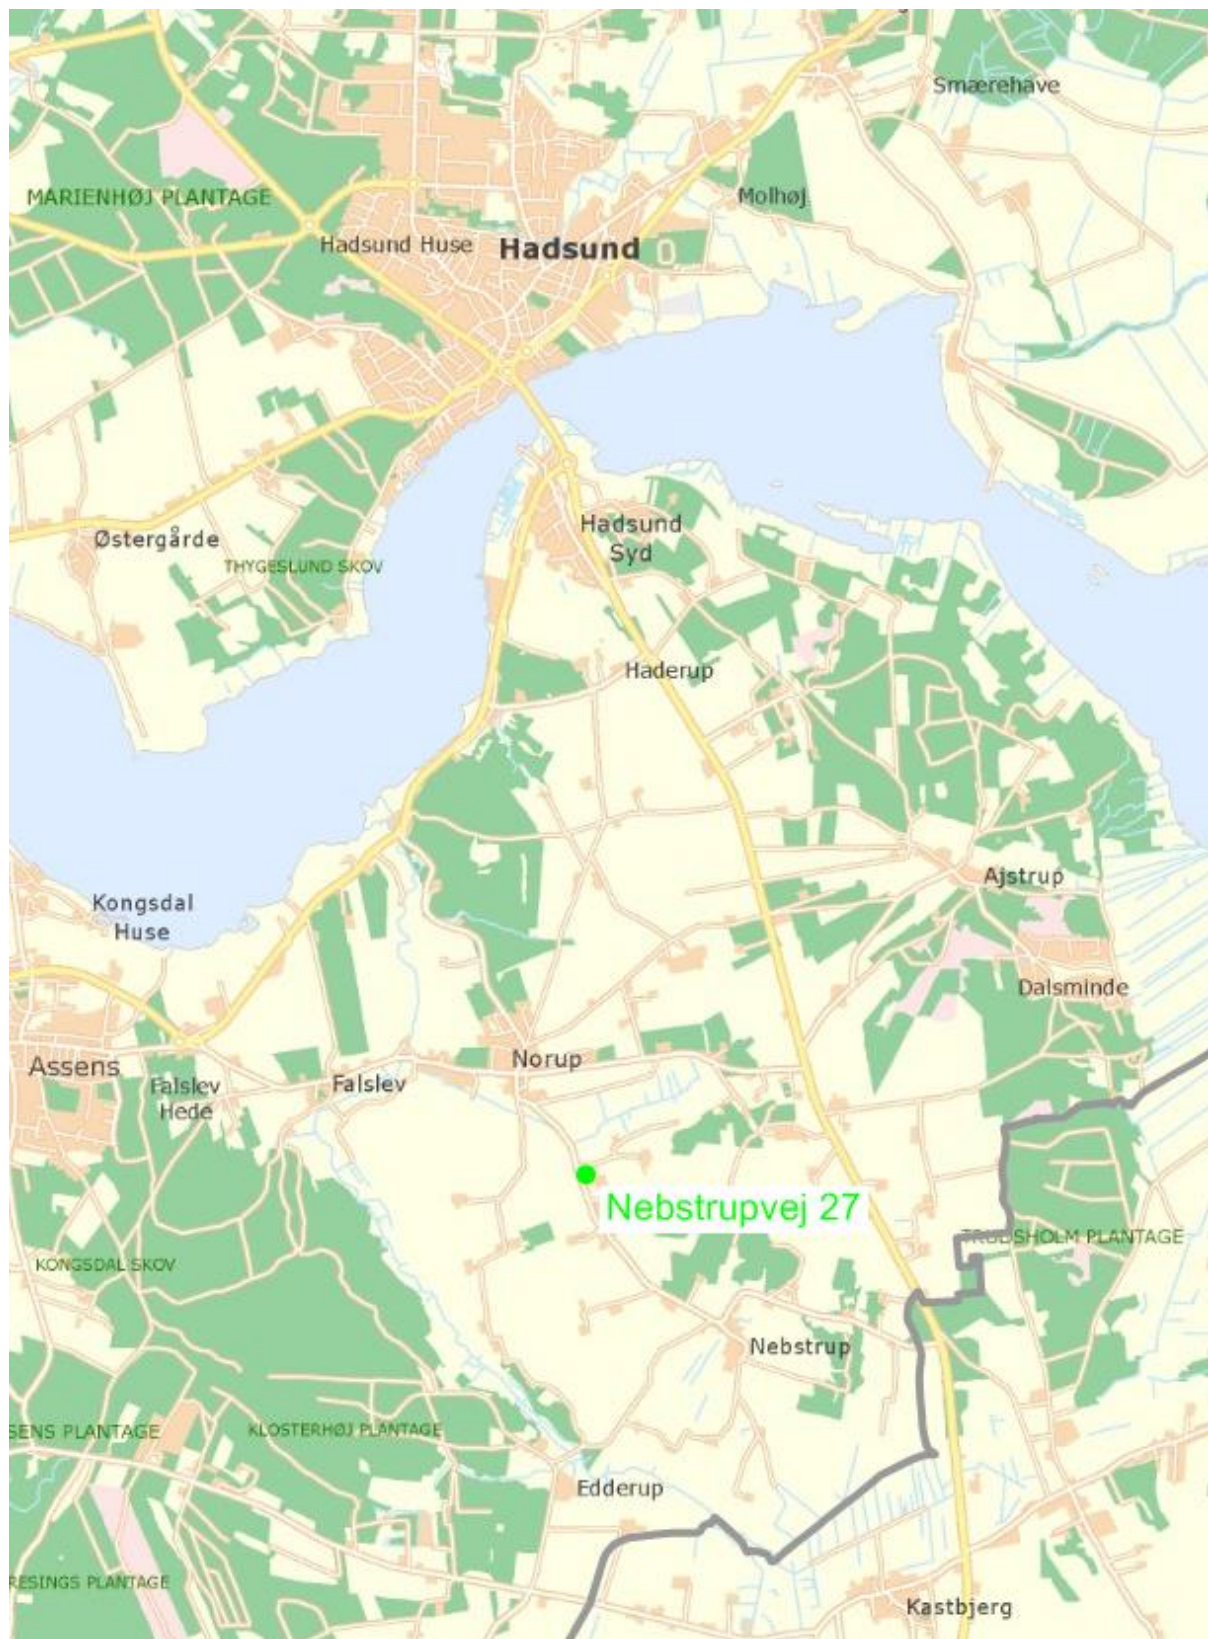 Smærehave
MARIENHØJ PLANTAGE
Molhøj
Hadsund Huse
Hadsund
Østergårde
Hadsund
Syd
THYGESLUND SKOV
Haderup
Ajstrup
Kongsdal
Huse
Dalsminde
Assens
Norup
Falslev
Falslev
Hede
Nebstrupvej 27
TRUDSHOLM PLANTAGE
KONGSDAL SKOV
Nebstrup
SENS PLANTAGE
KLOSTERHØJ PLANTAGE
Edderup
RESINGS PLANTAGE
Kastbjerg